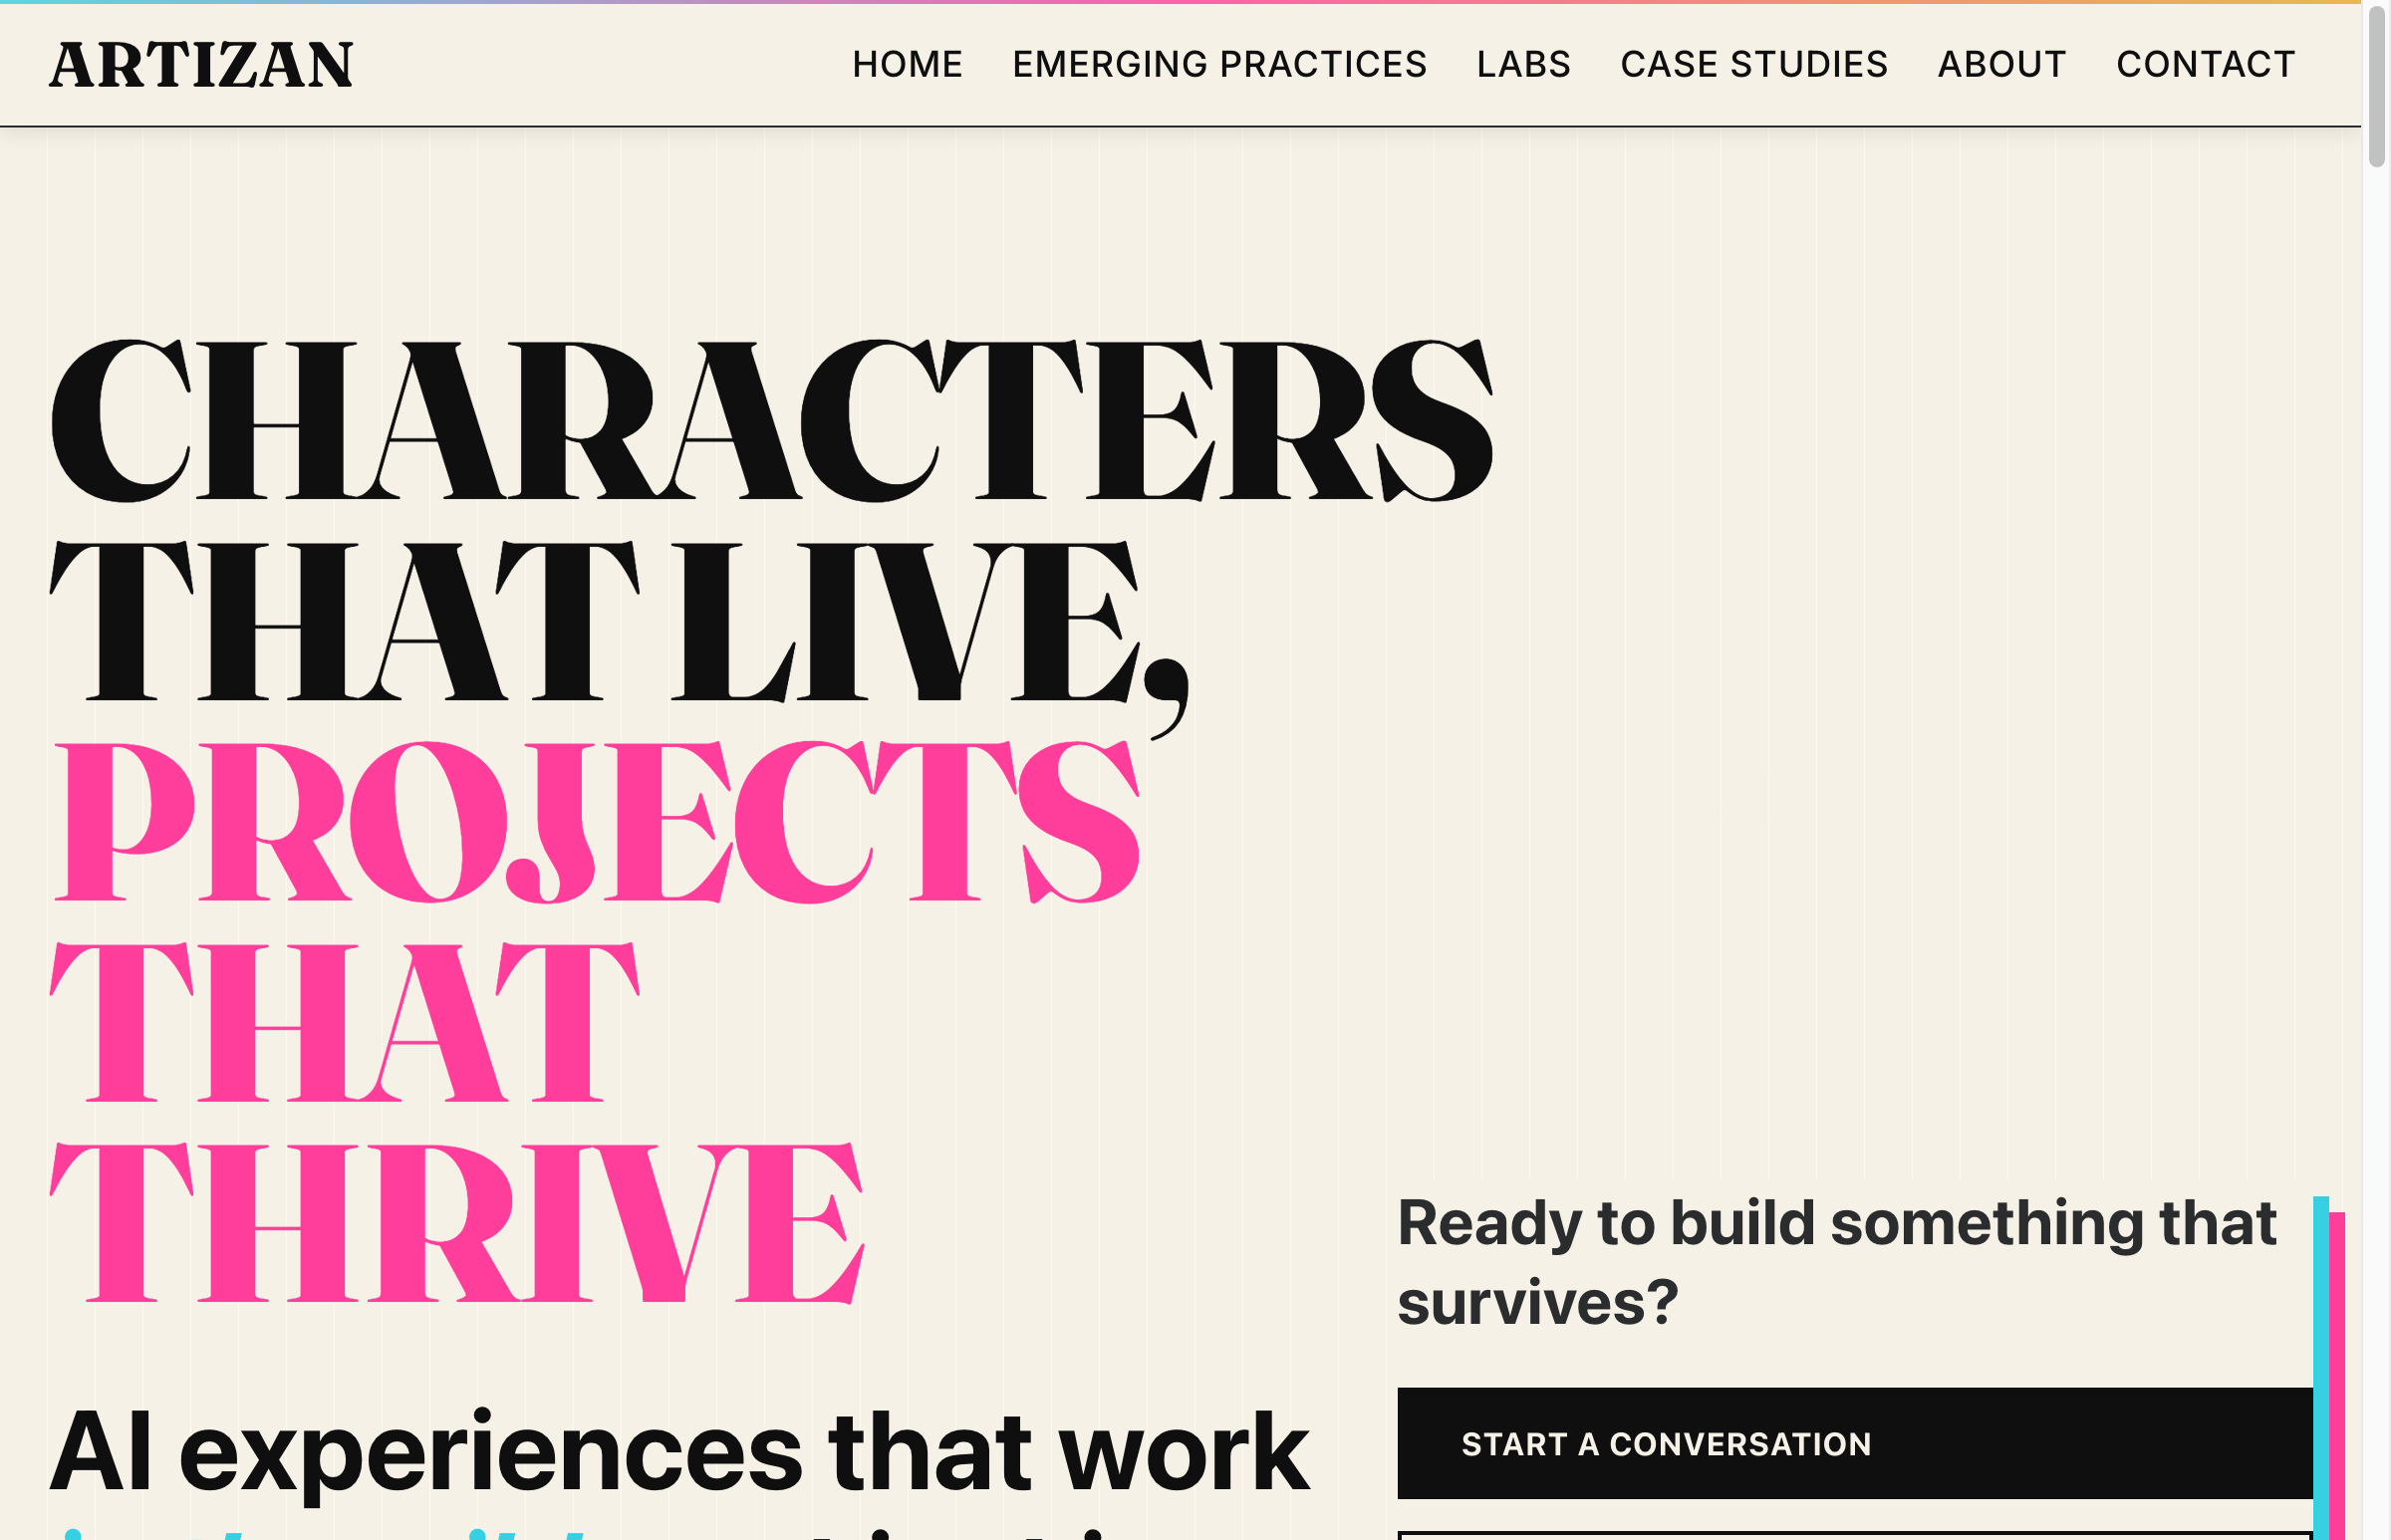 ARTIZAN
HOME EMERGING PRACTICES LABS CASE STUDIES ABOUT CONTACT
CHARACTERS
THAT LIVE,
PROJECTS
THAT
THRIVE
AI experiences that work
Ready to build something that
survives?
START A CONVERSATION